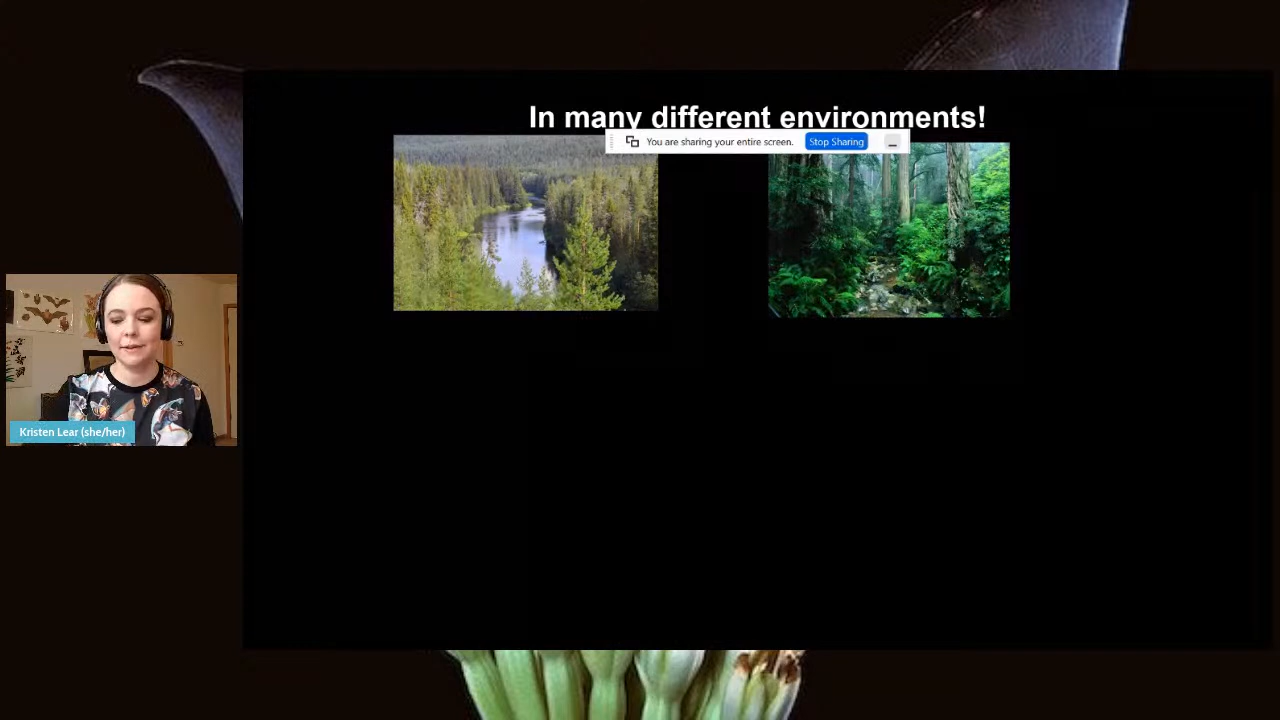 In many different environments!
You are sharing your entire screen.
Stop Sharing
Kristen Lear (she/her)